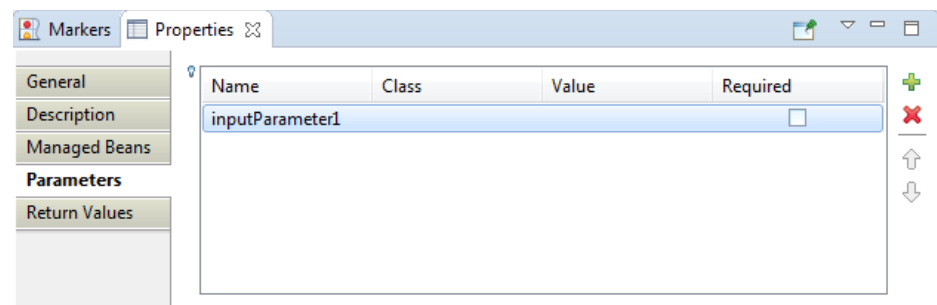 Markers Properties
General
Description
Managed Beans
Parameters
Return Values
Name Class Value Required
inputParameter1